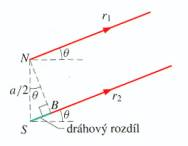 r₁
N θ
θ
a/2
r₂
B
θ
S
dráhový rozdíl